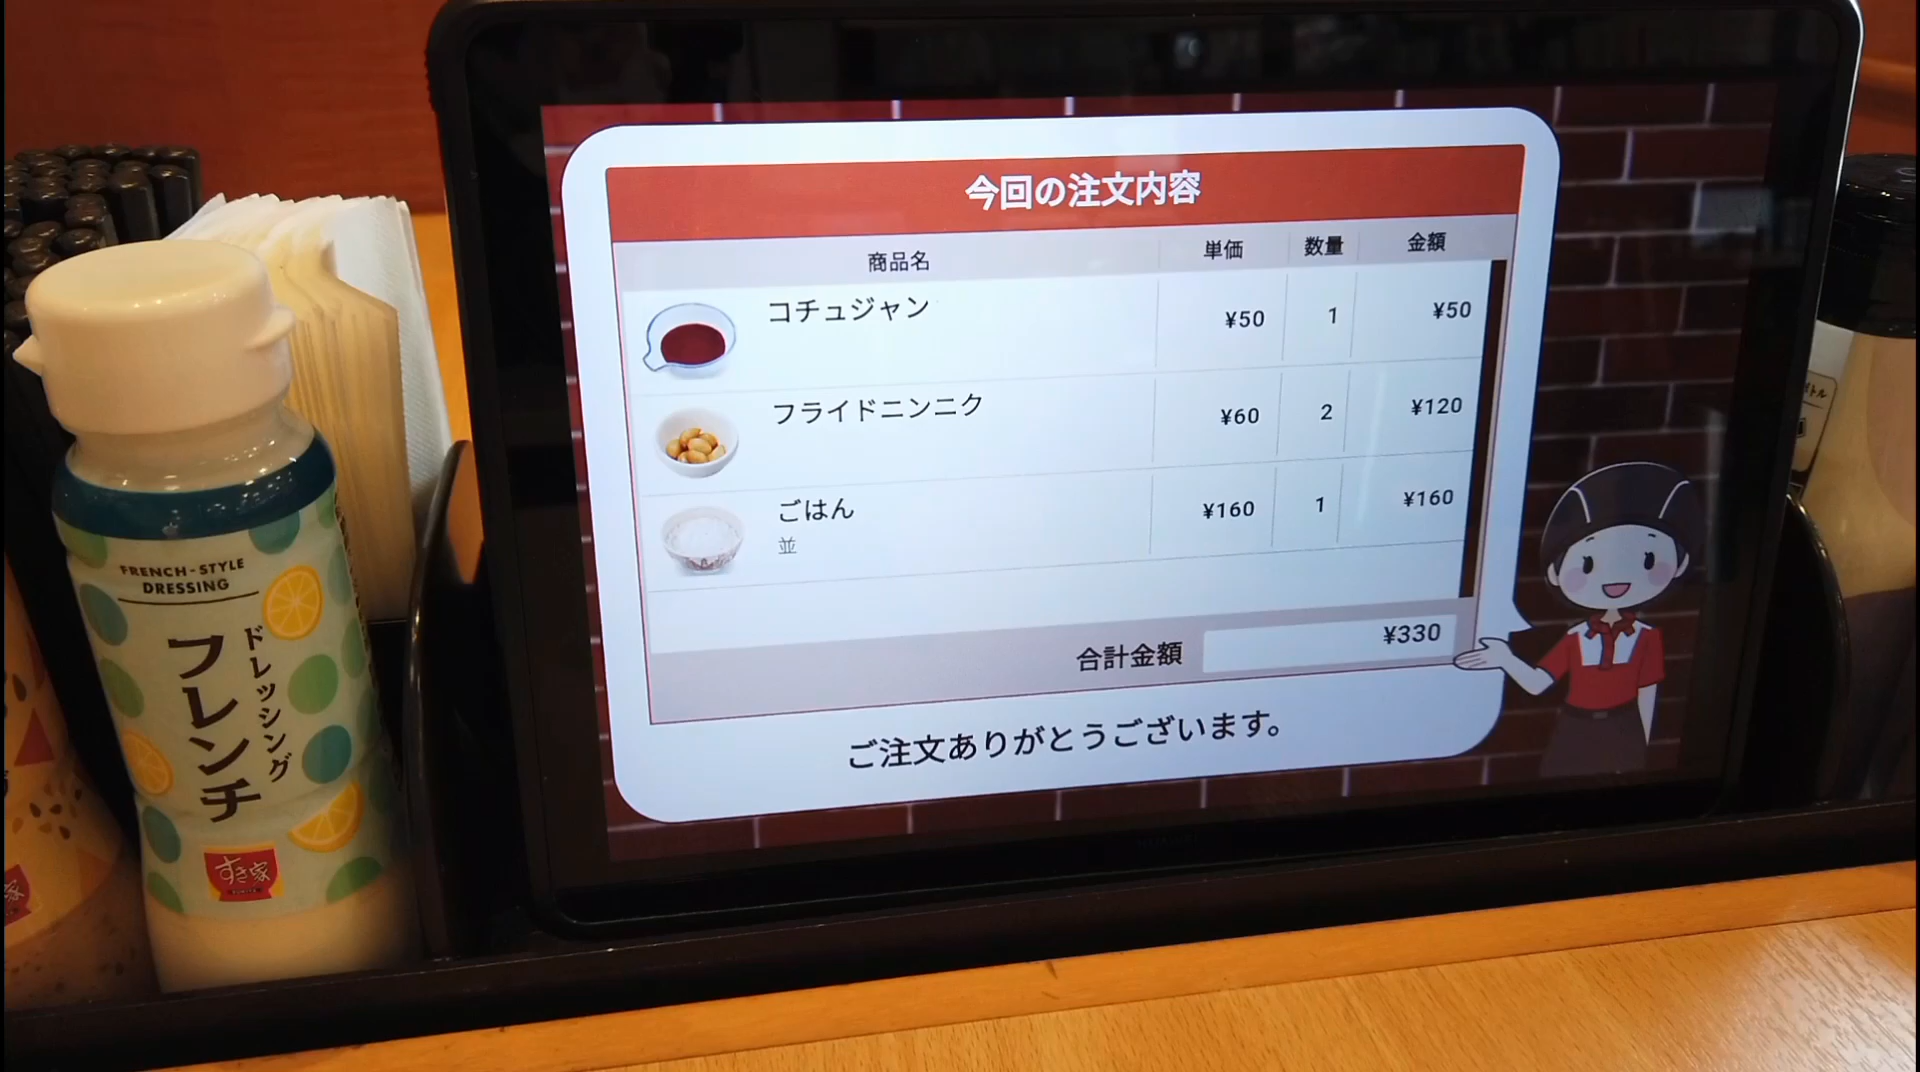 今回の注文内容
商品名 単価 数量 金額
コチュジャン ¥50 1 ¥50
フライドニンニク ¥60 2 ¥120
ごはん ¥160 1 ¥160
並
合計金額 ¥330
ご注文ありがとうございます。
FRENCH-STYLE
DRESSING
ドレッシング
フレンチ
すき家
家